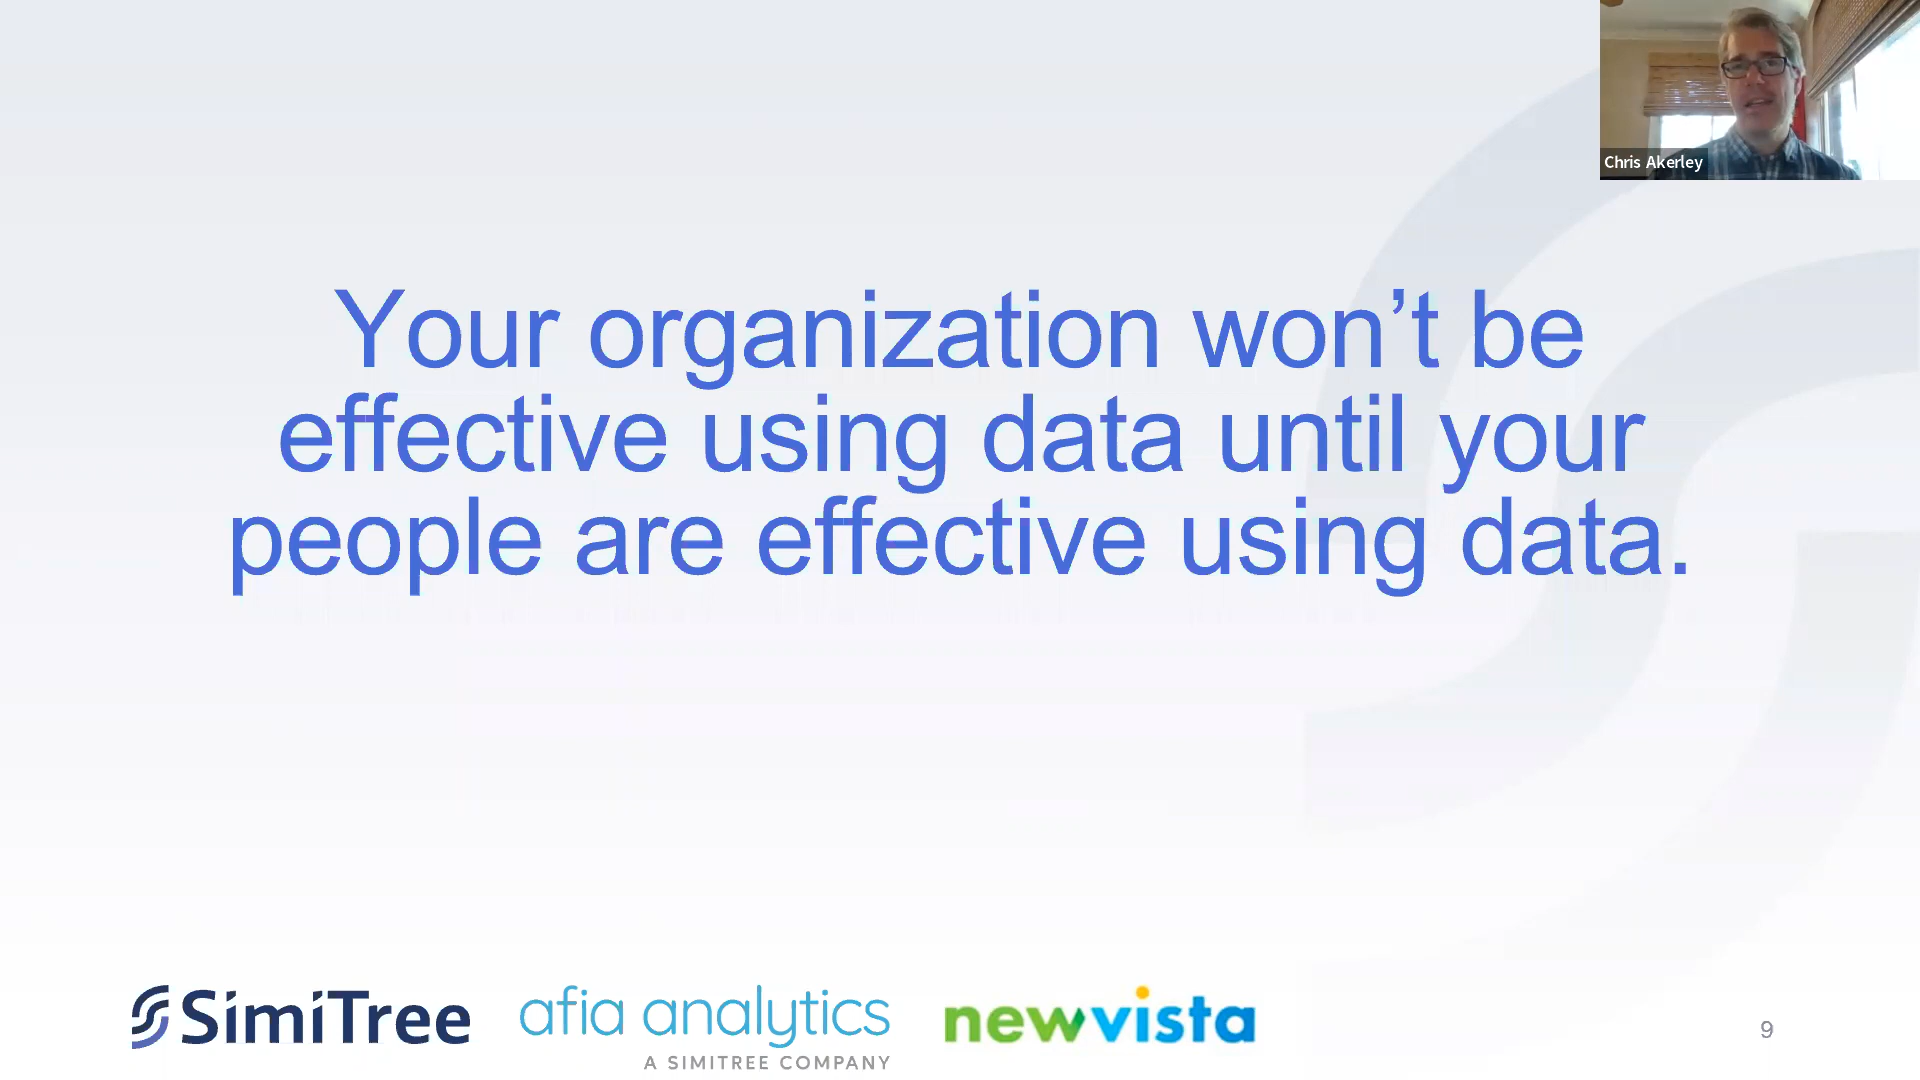 Chris Akerley
Your organization won’t be
effective using data until your
people are effective using data.
SimiTree
afia analytics
A SIMITREE COMPANY
newvista
9